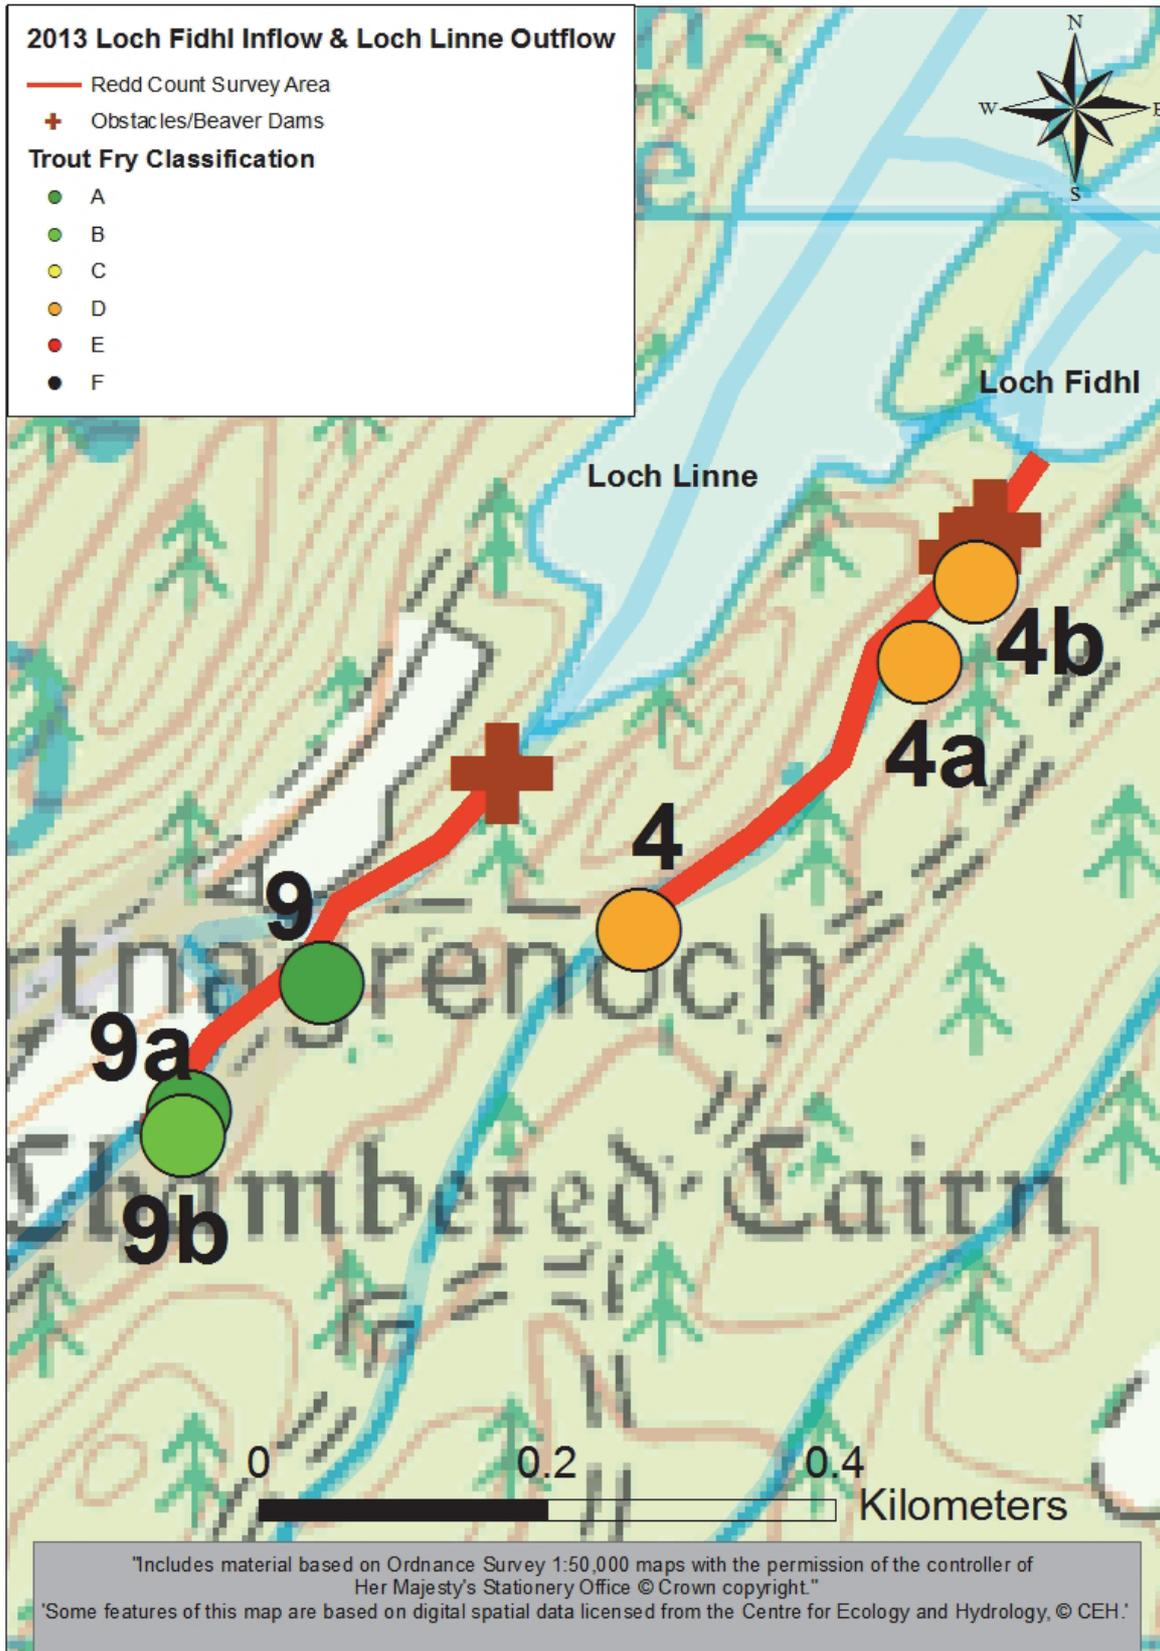 2013 Loch Fidhl Inflow & Loch Linne Outflow
Redd Count Survey Area
Obstacles/Beaver Dams
Trout Fry Classification
A
B
C
D
E
F
N
W
E
S
Loch Fidhl
Loch Linne
4b
4a
4
9
rtnagrenoch
9a
Chambered Cairn
9b
0 0.2 0.4
Kilometers
"Includes material based on Ordnance Survey 1:50,000 maps with the permission of the controller of
Her Majesty's Stationery Office © Crown copyright."
'Some features of this map are based on digital spatial data licensed from the Centre for Ecology and Hydrology, © CEH.'